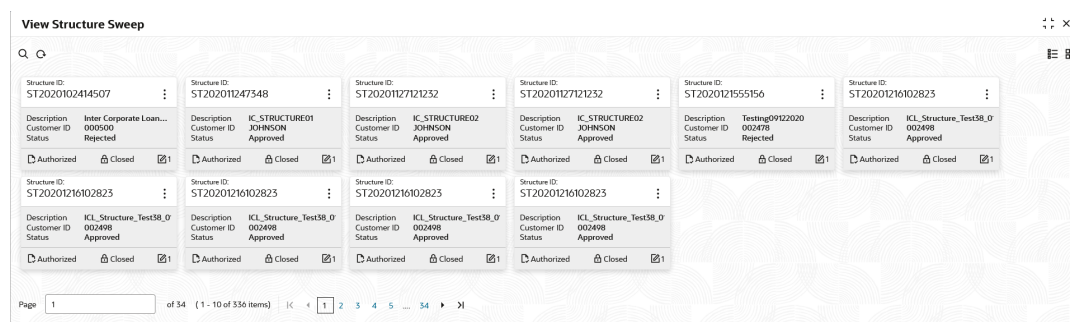 View Structure Sweep
Structure ID:
ST2020102414507
Description Inter Corporate Loan...
Customer ID 000500
Status Rejected
Authorized Closed 1
Structure ID:
ST202011247348
Description IC_STRUCTURE01
Customer ID JOHNSON
Status Approved
Authorized Closed 1
Structure ID:
ST20201127121232
Description IC_STRUCTURE02
Customer ID JOHNSON
Status Approved
Authorized Closed 1
Structure ID:
ST20201127121232
Description IC_STRUCTURE02
Customer ID JOHNSON
Status Approved
Authorized Closed 1
Structure ID:
ST2020121555156
Description Testing09122020
Customer ID 002478
Status Rejected
Authorized Closed 1
Structure ID:
ST20201216102823
Description ICL_Structure_Test38_0
Customer ID 002498
Status Approved
Authorized Closed 1
Structure ID:
ST20201216102823
Description ICL_Structure_Test38_0
Customer ID 002498
Status Approved
Authorized Closed 1
Structure ID:
ST20201216102823
Description ICL_Structure_Test38_0
Customer ID 002498
Status Approved
Authorized Closed 1
Structure ID:
ST20201216102823
Description ICL_Structure_Test38_0
Customer ID 002498
Status Approved
Authorized Closed 1
Structure ID:
ST20201216102823
Description ICL_Structure_Test38_0
Customer ID 002498
Status Approved
Authorized Closed 1
Page 1 of 34 (1 - 10 of 336 items) 1 2 3 4 5 .... 34